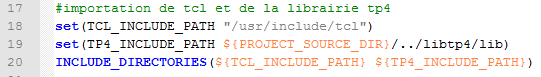 17 #importation de tcl et de la librairie tp4
18 set(TCL_INCLUDE_PATH "/usr/include/tcl")
19 set(TP4_INCLUDE_PATH ${PROJECT_SOURCE_DIR}/../libtp4/lib)
20 INCLUDE_DIRECTORIES(${TCL_INCLUDE_PATH} ${TP4_INCLUDE_PATH})